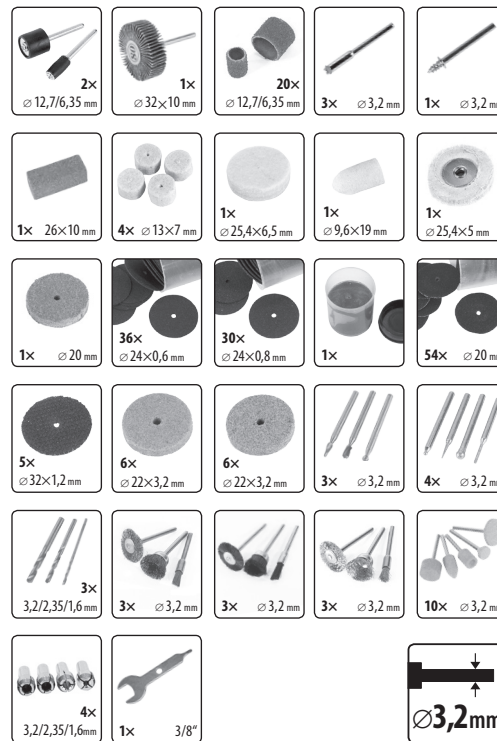 2×
⌀ 12,7/6,35 mm
1×
⌀ 32×10 mm
20×
⌀ 12,7/6,35 mm
3× ⌀ 3,2 mm
1× ⌀ 3,2 mm
1× 26×10 mm
4× ⌀ 13×7 mm
1×
⌀ 25,4×6,5 mm
1×
⌀ 9,6×19 mm
1×
⌀ 25,4×5 mm
1× ⌀ 20 mm
36×
⌀ 24×0,6 mm
30×
⌀ 24×0,8 mm
1×
54× ⌀ 20 mm
5×
⌀ 32×1,2 mm
6×
⌀ 22×3,2 mm
6×
⌀ 22×3,2 mm
3× ⌀ 3,2 mm
4× ⌀ 3,2 mm
3×
3,2/2,35/1,6 mm
3× ⌀ 3,2 mm
3× ⌀ 3,2 mm
3× ⌀ 3,2 mm
10× ⌀ 3,2 mm
4×
3,2/2,35/1,6mm
1× 3/8"
⌀3,2mm